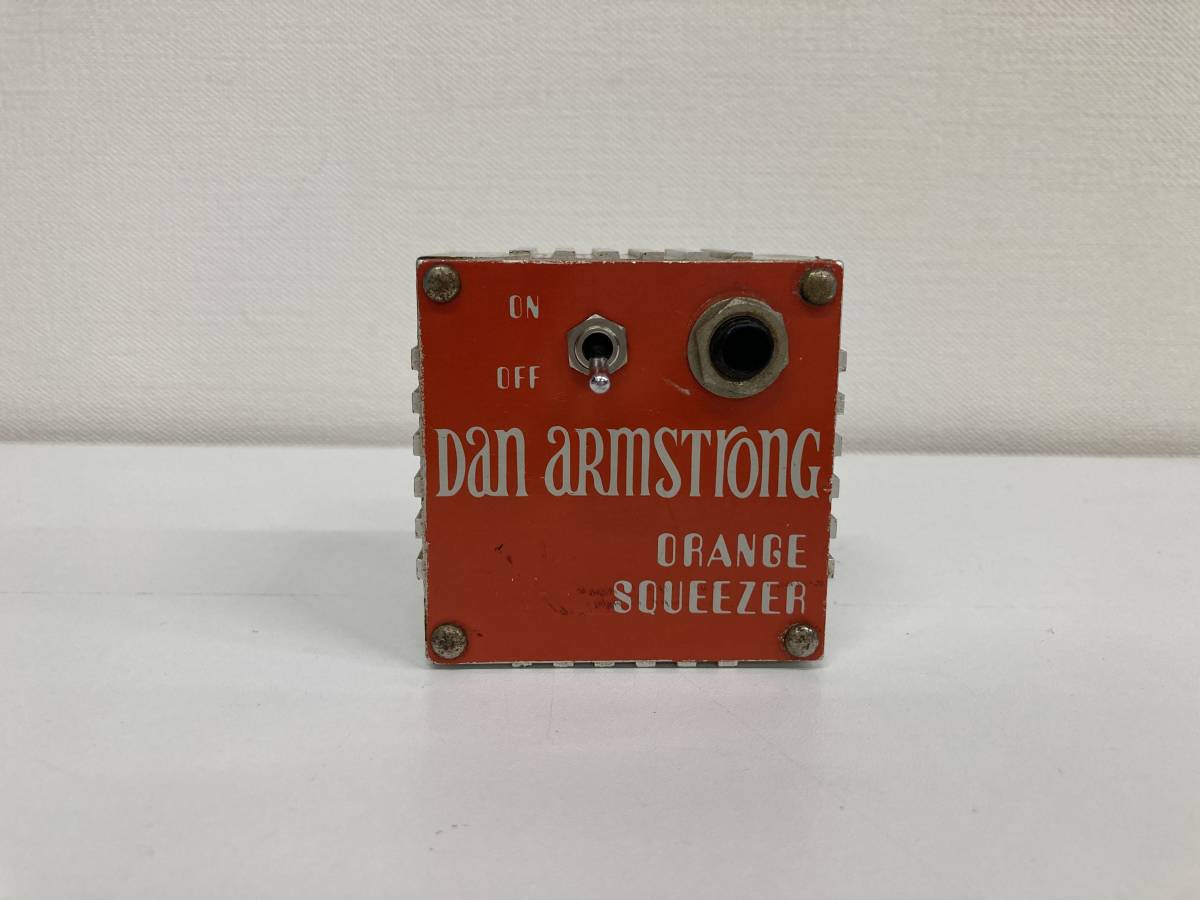 ON
OFF
Dan Armstrong
ORANGE
SQUEEZER